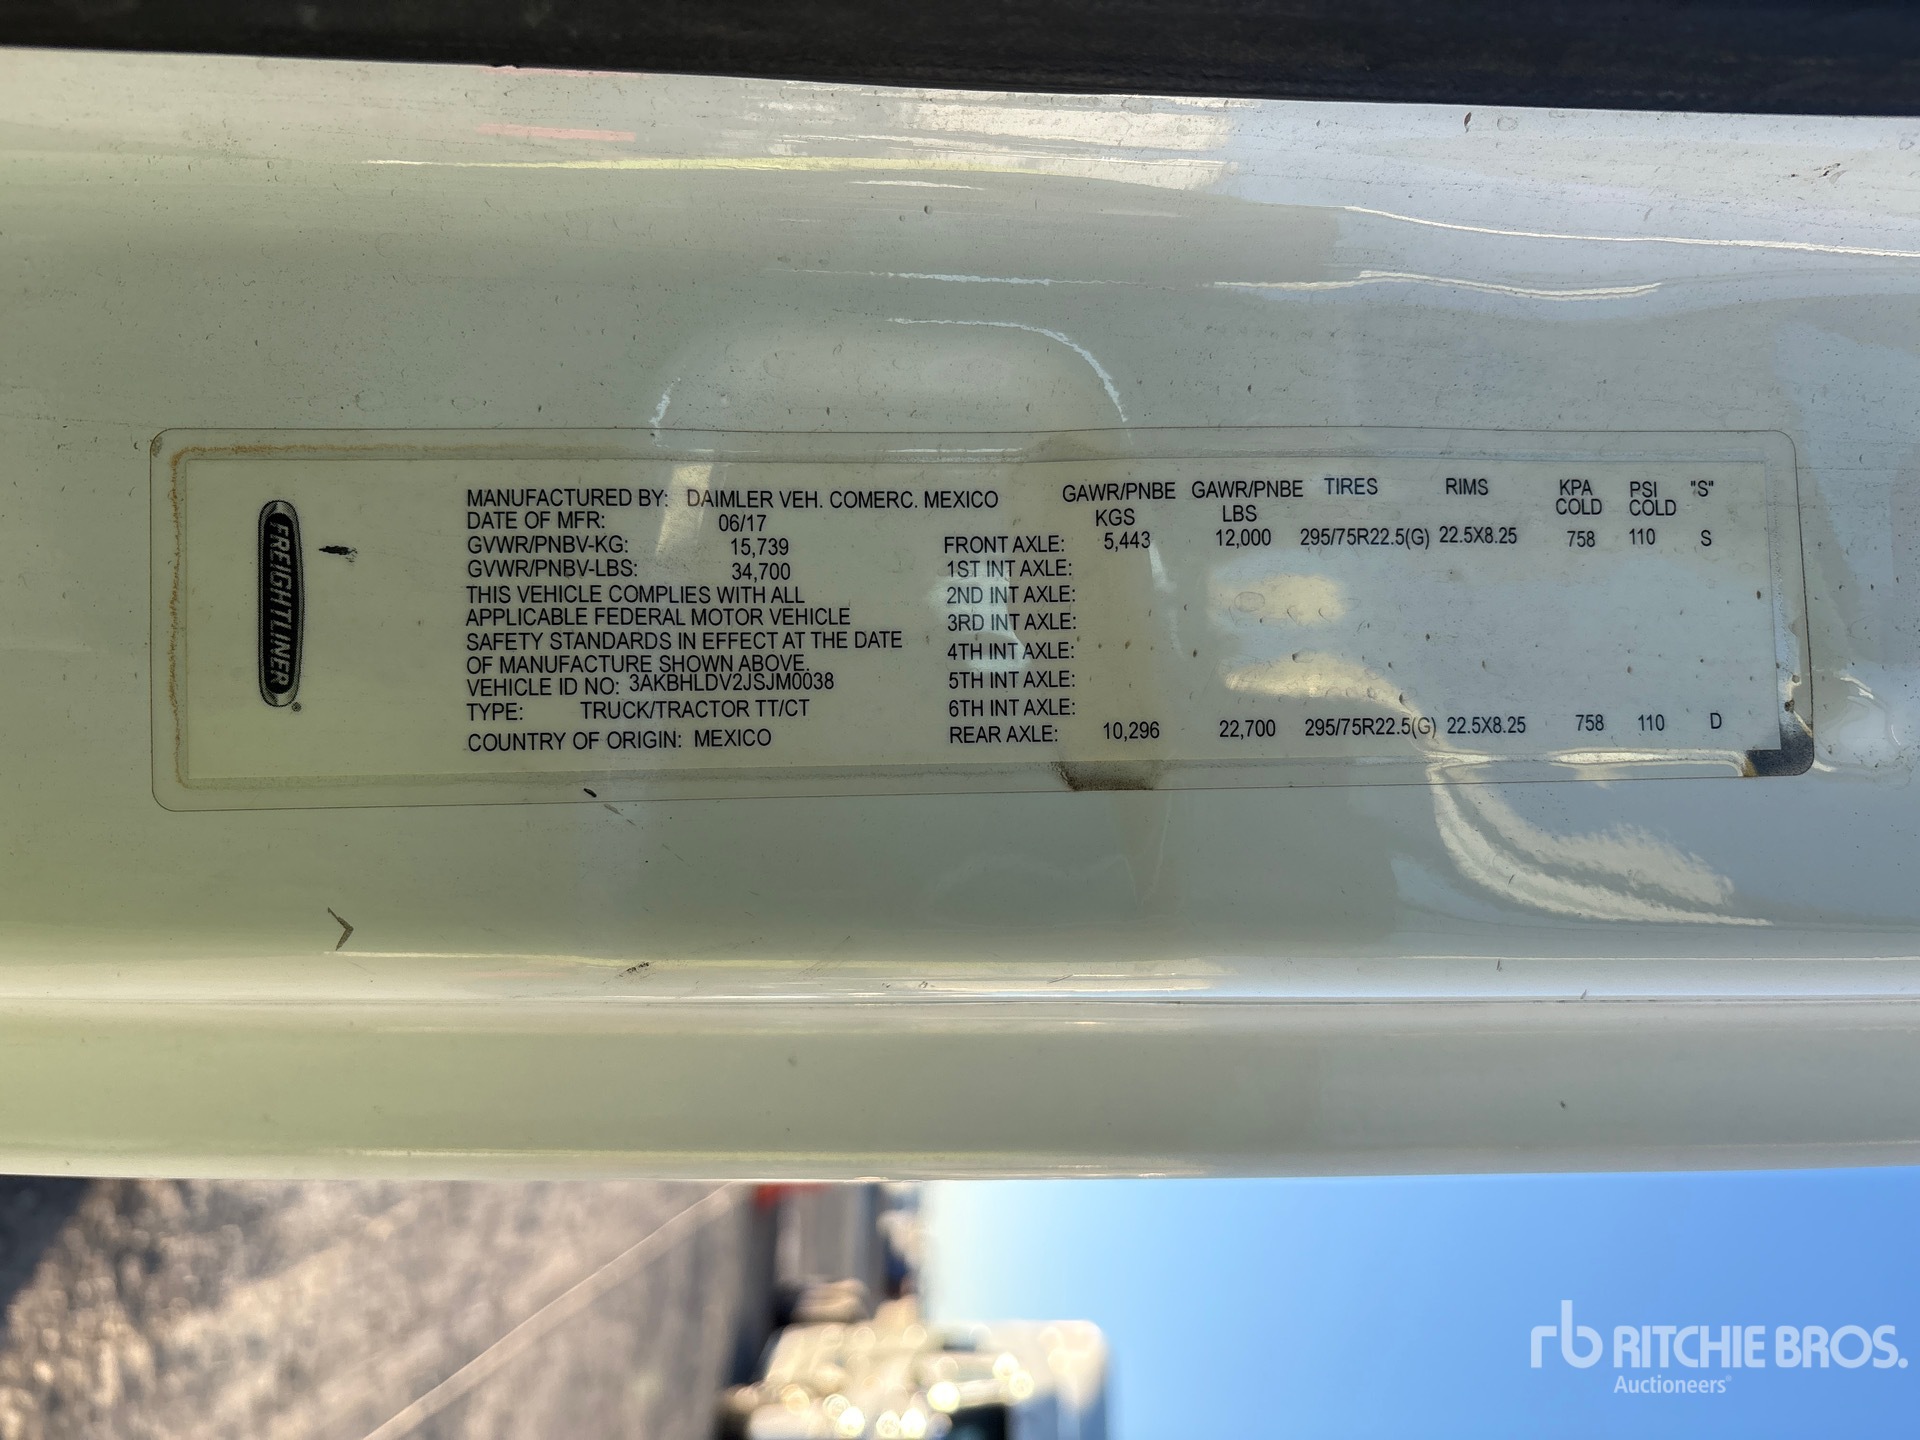 FREIGHTLINER®
MANUFACTURED BY: DAIMLER VEH. COMERC. MEXICO
DATE OF MFR: 06/17
GVWR/PNBV-KG: 15,739
GVWR/PNBV-LBS: 34,700
THIS VEHICLE COMPLIES WITH ALL
APPLICABLE FEDERAL MOTOR VEHICLE
SAFETY STANDARDS IN EFFECT AT THE DATE
OF MANUFACTURE SHOWN ABOVE.
VEHICLE ID NO: 3AKBHLDV2JSJM0038
TYPE: TRUCK/TRACTOR TT/CT
COUNTRY OF ORIGIN: MEXICO
GAWR/PNBE GAWR/PNBE TIRES RIMS KPA PSI "S"
KGS LBS COLD COLD
FRONT AXLE: 5,443 12,000 295/75R22.5(G) 22.5X8.25 758 110 S
1ST INT AXLE:
2ND INT AXLE:
3RD INT AXLE:
4TH INT AXLE:
5TH INT AXLE:
6TH INT AXLE:
REAR AXLE: 10,296 22,700 295/75R22.5(G) 22.5X8.25 758 110 D
rb RITCHIE BROS.
Auctioneers